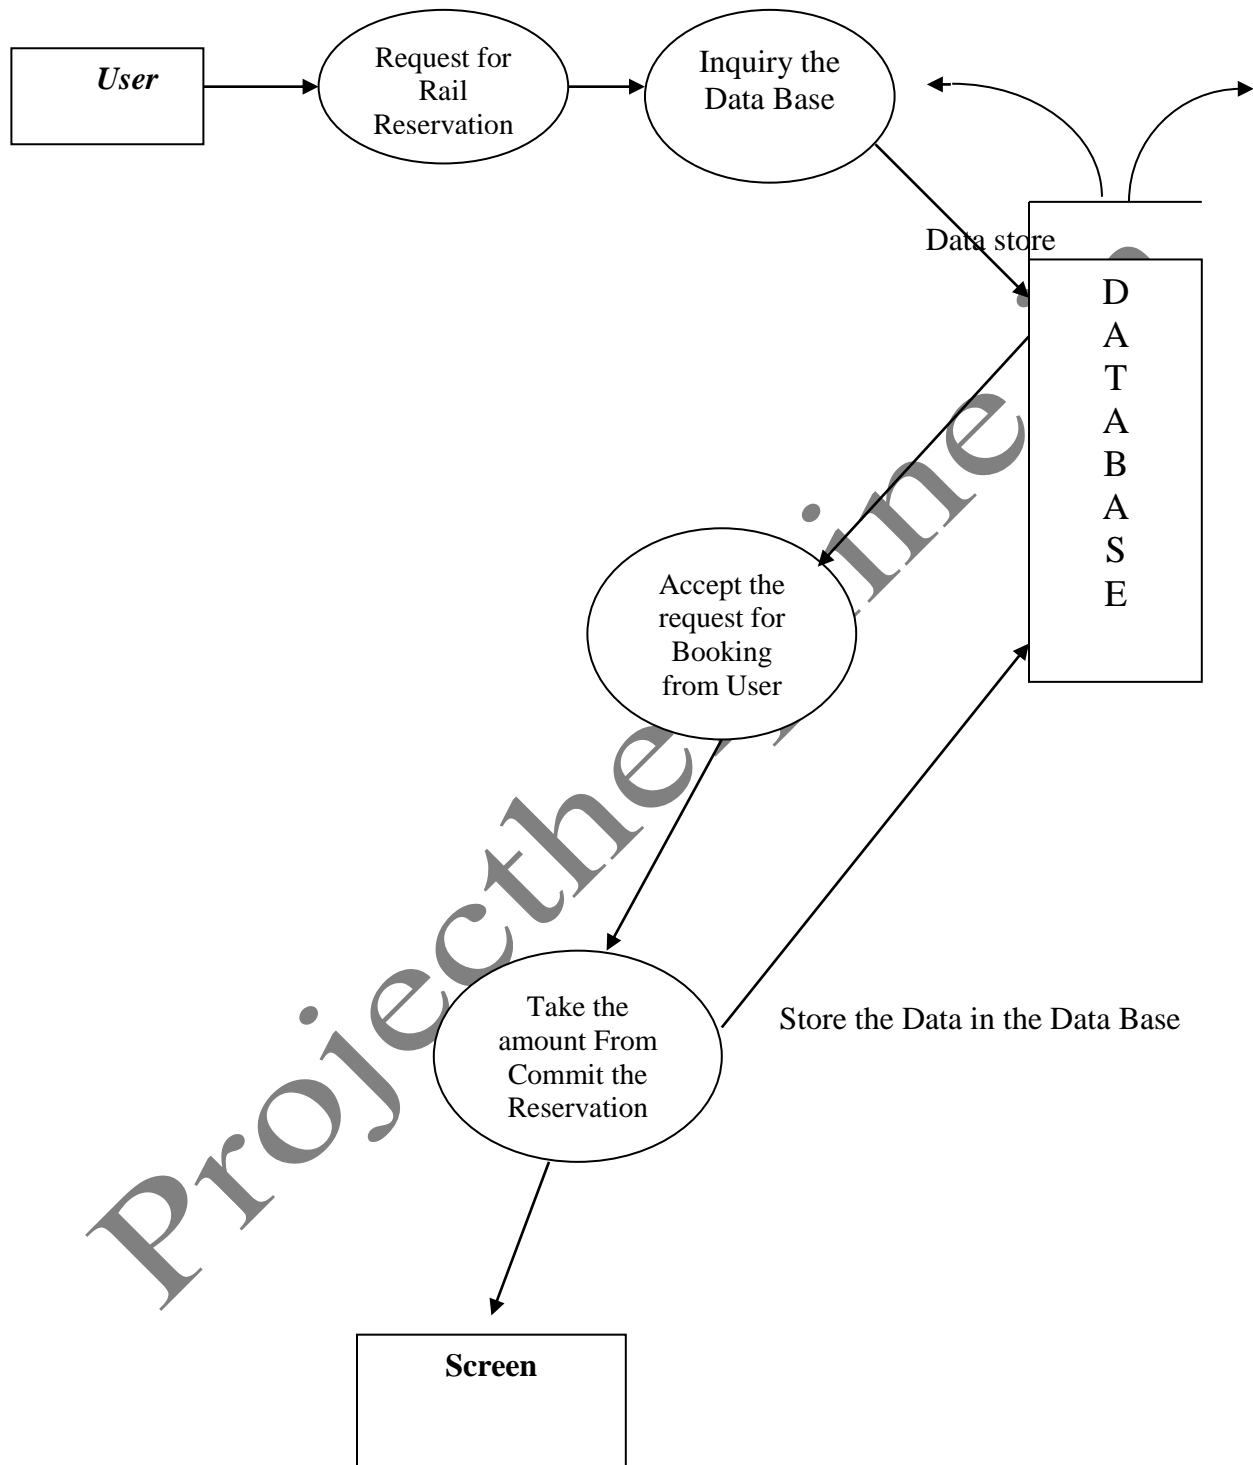 User
Request for
Rail
Reservation
Inquiry the
Data Base
Data store
D
A
T
A
B
A
S
E
Accept the
request for
Booking
from User
Take the
amount From
Commit the
Reservation
Store the Data in the Data Base
Screen